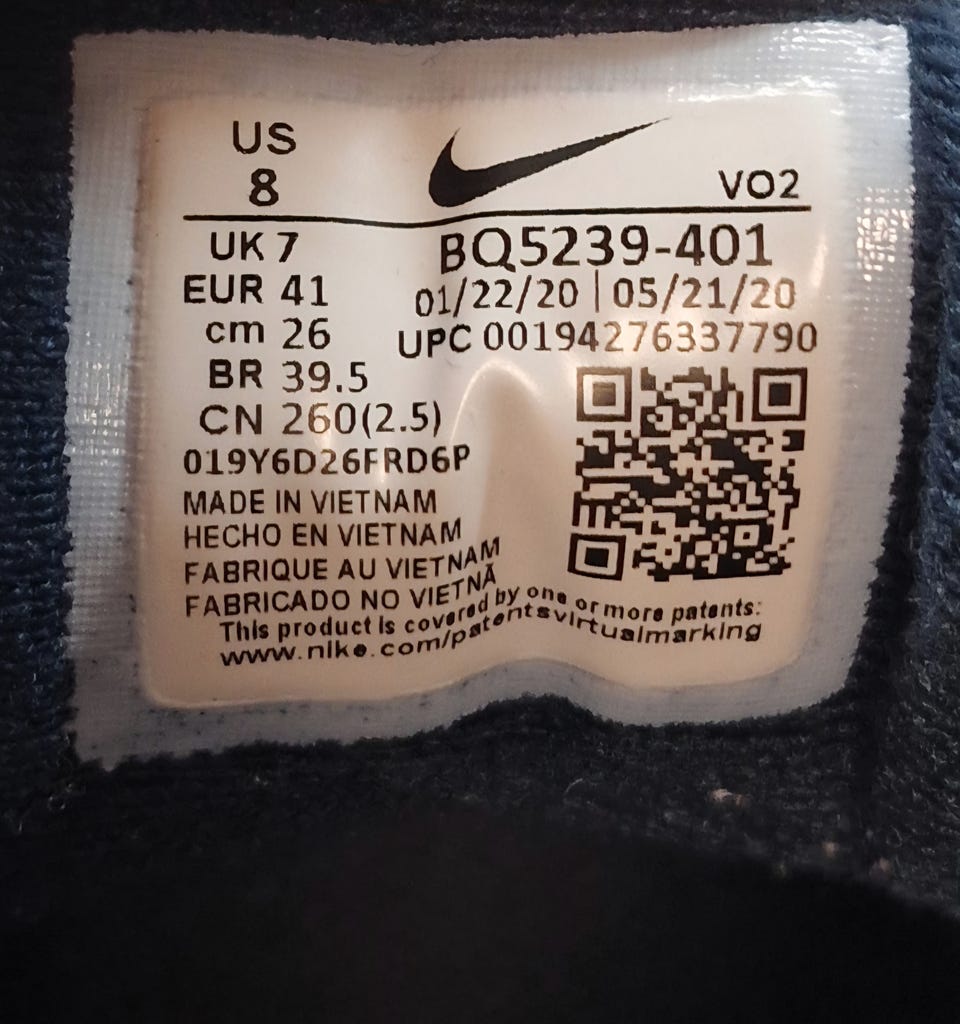 US
8
VO2
UK 7
BQ5239-401
EUR 41
01/22/20 | 05/21/20
cm 26
UPC 00194276337790
BR 39.5
CN 260(2.5)
019Y6D26FRD6P
MADE IN VIETNAM
HECHO EN VIETNAM
FABRIQUE AU VIETNAM
FABRICADO NO VIETNÃ
This product is covered by one or more patents:
www.nike.com/patentsvirtualmarking